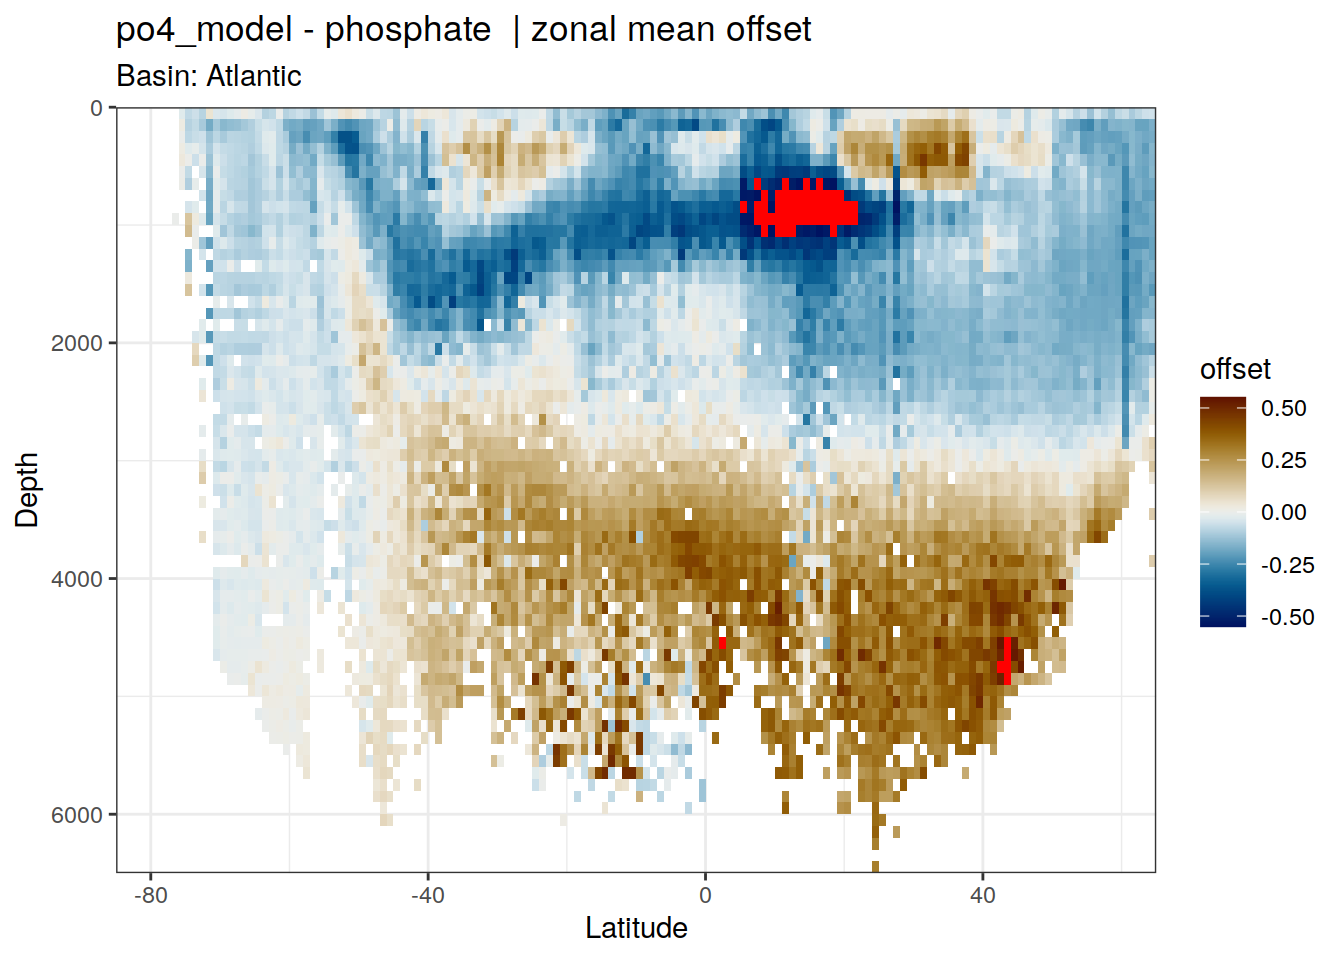 po4_model - phosphate  | zonal mean offset
Basin: Atlantic
0
2000
4000
6000
Depth
-80
-40
0
40
Latitude
offset
0.50
0.25
0.00
-0.25
-0.50